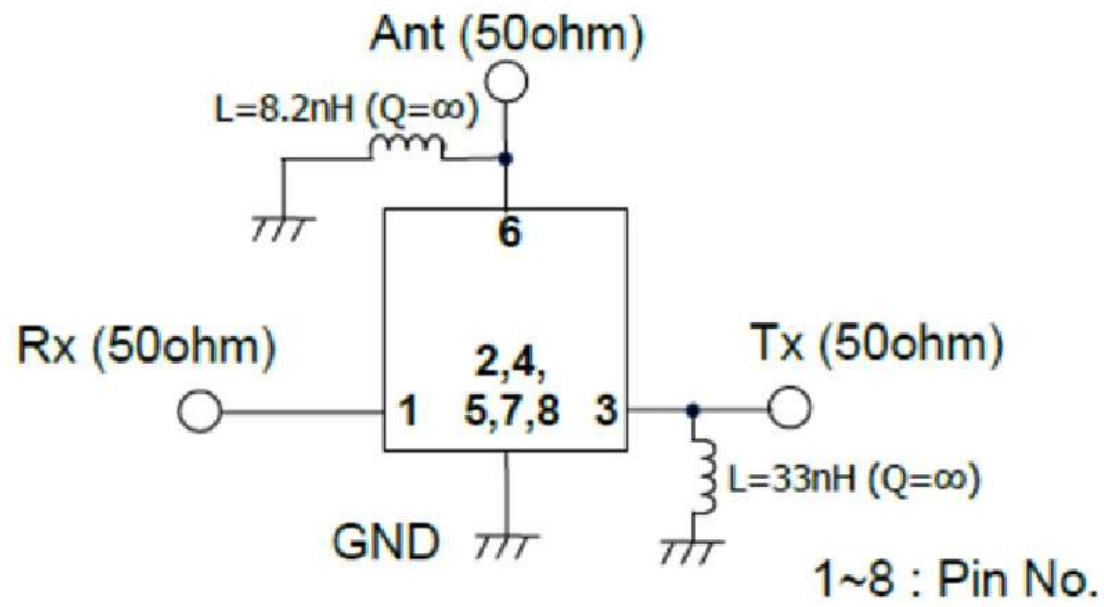 Ant (50ohm)
L=8.2nH (Q=∞)
6
Rx (50ohm)
Tx (50ohm)
2,4,
1 5,7,8 3
L=33nH (Q=∞)
GND
1~8 : Pin No.